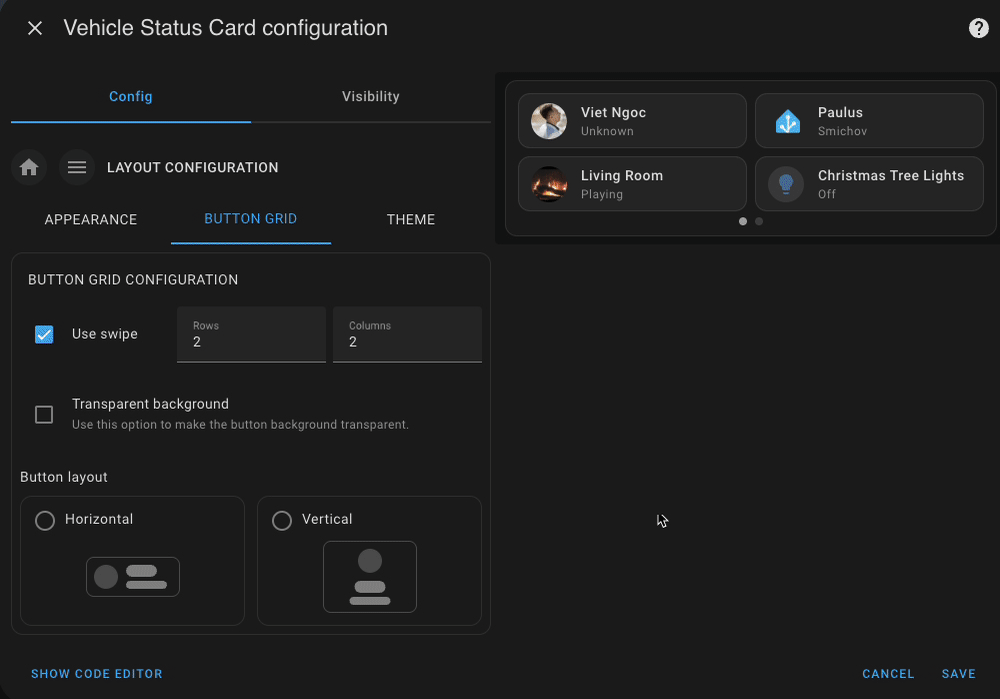 Vehicle Status Card configuration
?
Config
Visibility
LAYOUT CONFIGURATION
APPEARANCE
BUTTON GRID
THEME
BUTTON GRID CONFIGURATION
Use swipe
Rows
2
Columns
2
Transparent background
Use this option to make the button background transparent.
Button layout
Horizontal
Vertical
Viet Ngoc
Unknown
Paulus
Smichov
Living Room
Playing
Christmas Tree Lights
Off
SHOW CODE EDITOR
CANCEL
SAVE